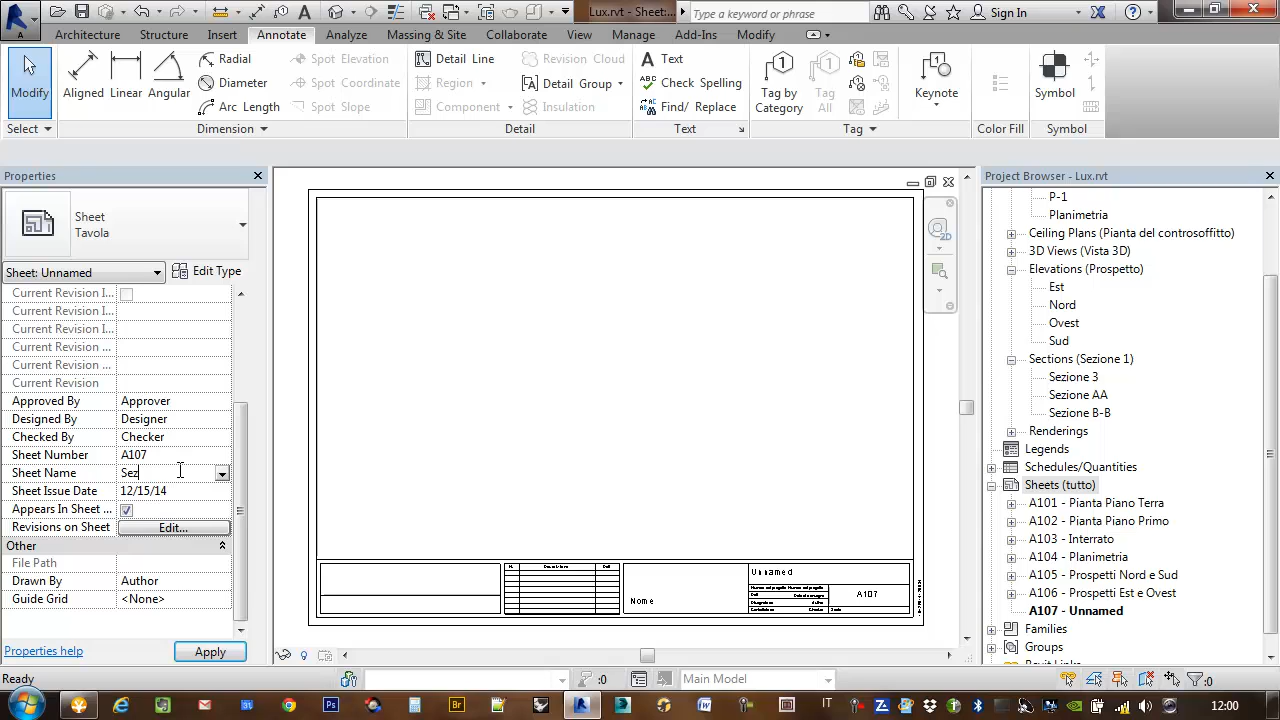 Lux.rvt - Sheet:...
Type a keyword or phrase
Sign In
Architecture Structure Insert Annotate Analyze Massing & Site Collaborate View Manage Add-Ins Modify
Modify
Aligned
Linear
Angular
Radial
Diameter
Arc Length
Spot Elevation
Spot Coordinate
Spot Slope
Detail Line
Region
Component
Revision Cloud
Detail Group
Insulation
Text
Check Spelling
Find/ Replace
Tag by
Category
Tag
All
Keynote
Symbol
Select
Dimension
Detail
Text
Tag
Color Fill
Symbol
Properties
Sheet
Tavola
Sheet: Unnamed
Edit Type
Current Revision I...
Current Revision I...
Current Revision I...
Current Revision ...
Current Revision ...
Current Revision
Approved By Approver
Designed By Designer
Checked By Checker
Sheet Number A107
Sheet Name Sez
Sheet Issue Date 12/15/14
Appears In Sheet ...
Revisions on Sheet Edit...
Other
File Path
Drawn By Author
Guide Grid <None>
Properties help
Apply
2D
Unnamed
Nome
A107
Project Browser - Lux.rvt
P-1
Planimetria
Ceiling Plans (Pianta del controsoffitto)
3D Views (Vista 3D)
Elevations (Prospetto)
Est
Nord
Ovest
Sud
Sections (Sezione 1)
Sezione 3
Sezione AA
Sezione B-B
Renderings
Legends
Schedules/Quantities
Sheets (tutto)
A101 - Pianta Piano Terra
A102 - Pianta Piano Primo
A103 - Interrato
A104 - Planimetria
A105 - Prospetti Nord e Sud
A106 - Prospetti Est e Ovest
A107 - Unnamed
Families
Groups
Ready
:0
Main Model
:0
IT
12:00